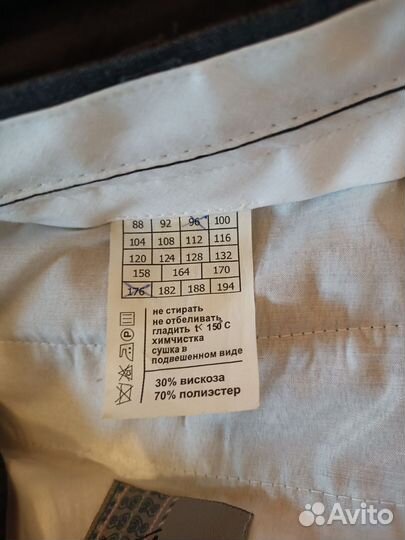 88 92 96 100
104 108 112 116
120 124 128 132
158 164 170
176 182 188 194
не стирать
не отбеливать
гладить t< 150 С
химчистка
сушка в
подвешенном виде
P
30% вискоза
70% полиэстер
Avito